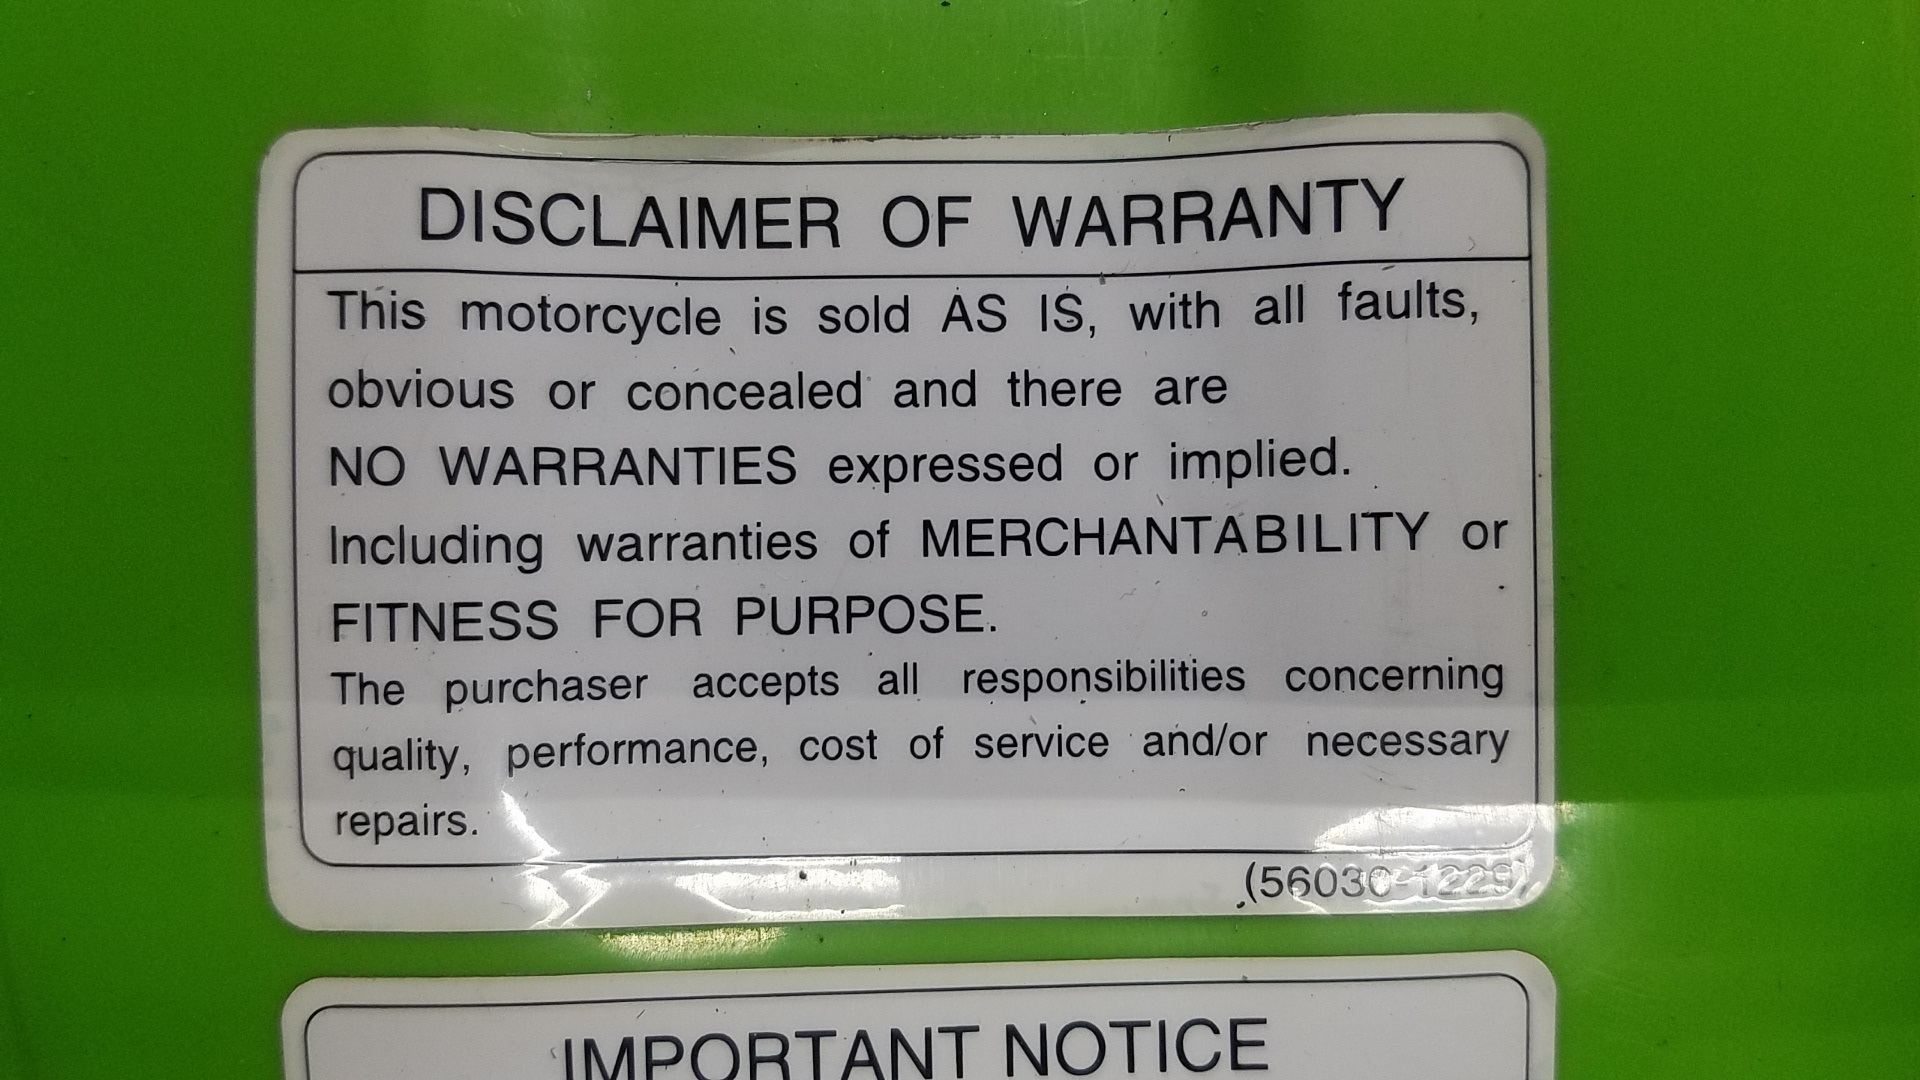 DISCLAIMER OF WARRANTY
This motorcycle is sold AS IS, with all faults,
obvious or concealed and there are
NO WARRANTIES expressed or implied.
Including warranties of MERCHANTABILITY or
FITNESS FOR PURPOSE.
The purchaser accepts all responsibilities concerning
quality, performance, cost of service and/or necessary
repairs.
(56030-1229)
IMPORTANT NOTICE